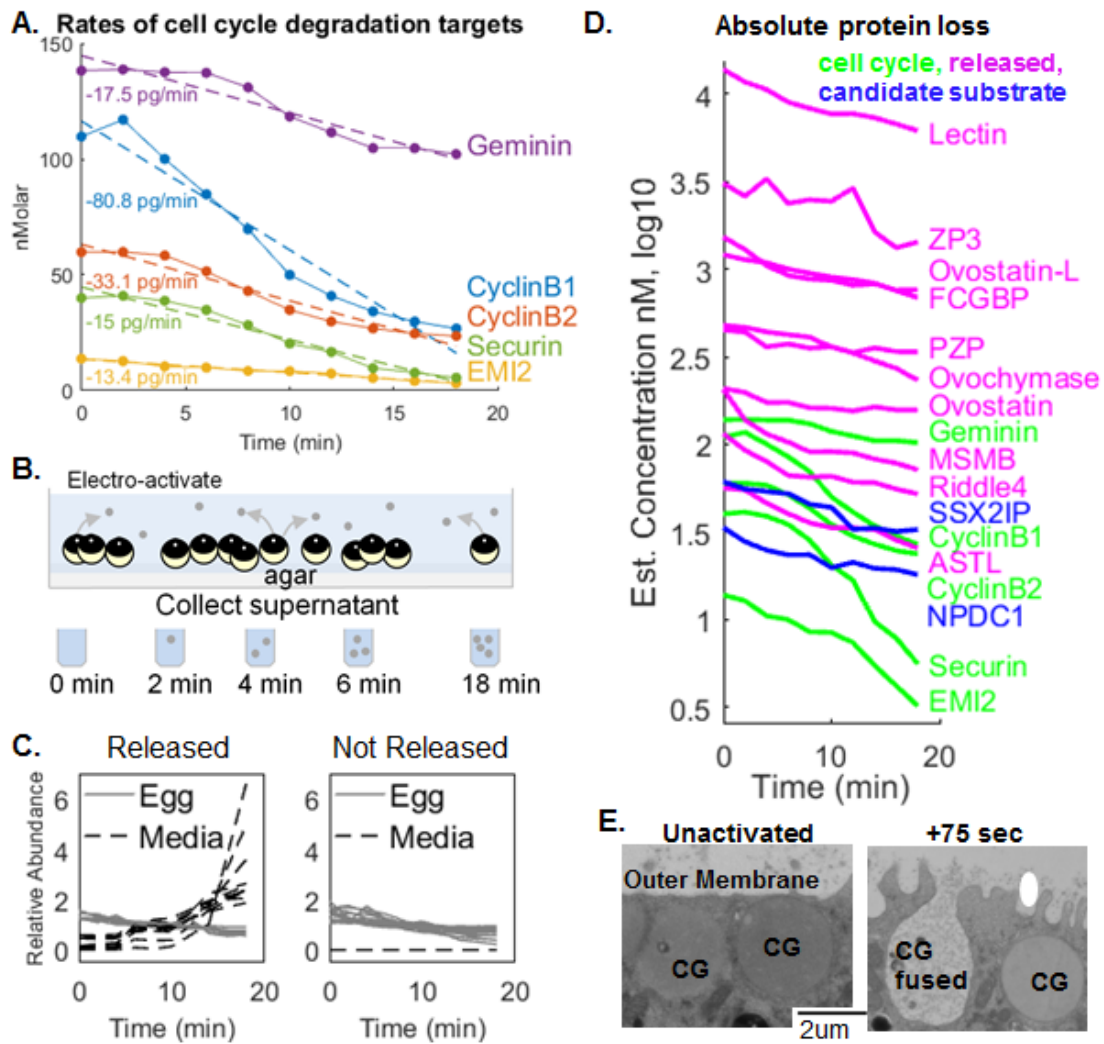 A. Rates of cell cycle degradation targets
150
100
50
0
nMolar
-17.5 pg/min
-80.8 pg/min
-33.1 pg/min
-15 pg/min
-13.4 pg/min
Geminin
CyclinB1
CyclinB2
Securin
EMI2
0 5 10 15 20
Time (min)
B.
Electro-activate
agar
Collect supernatant
0 min 2 min 4 min 6 min 18 min
C.
Released
Egg
Media
Relative Abundance
6
4
2
0
0 10 20
Time (min)
Not Released
Egg
Media
6
4
2
0
0 10 20
Time (min)
D. Absolute protein loss
cell cycle, released,
candidate substrate
Est. Concentration nM, log10
4
3.5
3
2.5
2
1.5
1
0.5
Lectin
ZP3
Ovostatin-L
FCGBP
PZP
Ovochymase
Ovostatin
Geminin
MSMB
Riddle4
SSX2IP
CyclinB1
ASTL
CyclinB2
NPDC1
Securin
EMI2
0 10 20
Time (min)
E.
Unactivated
Outer Membrane
CG
CG
+75 sec
CG
fused
CG
2um